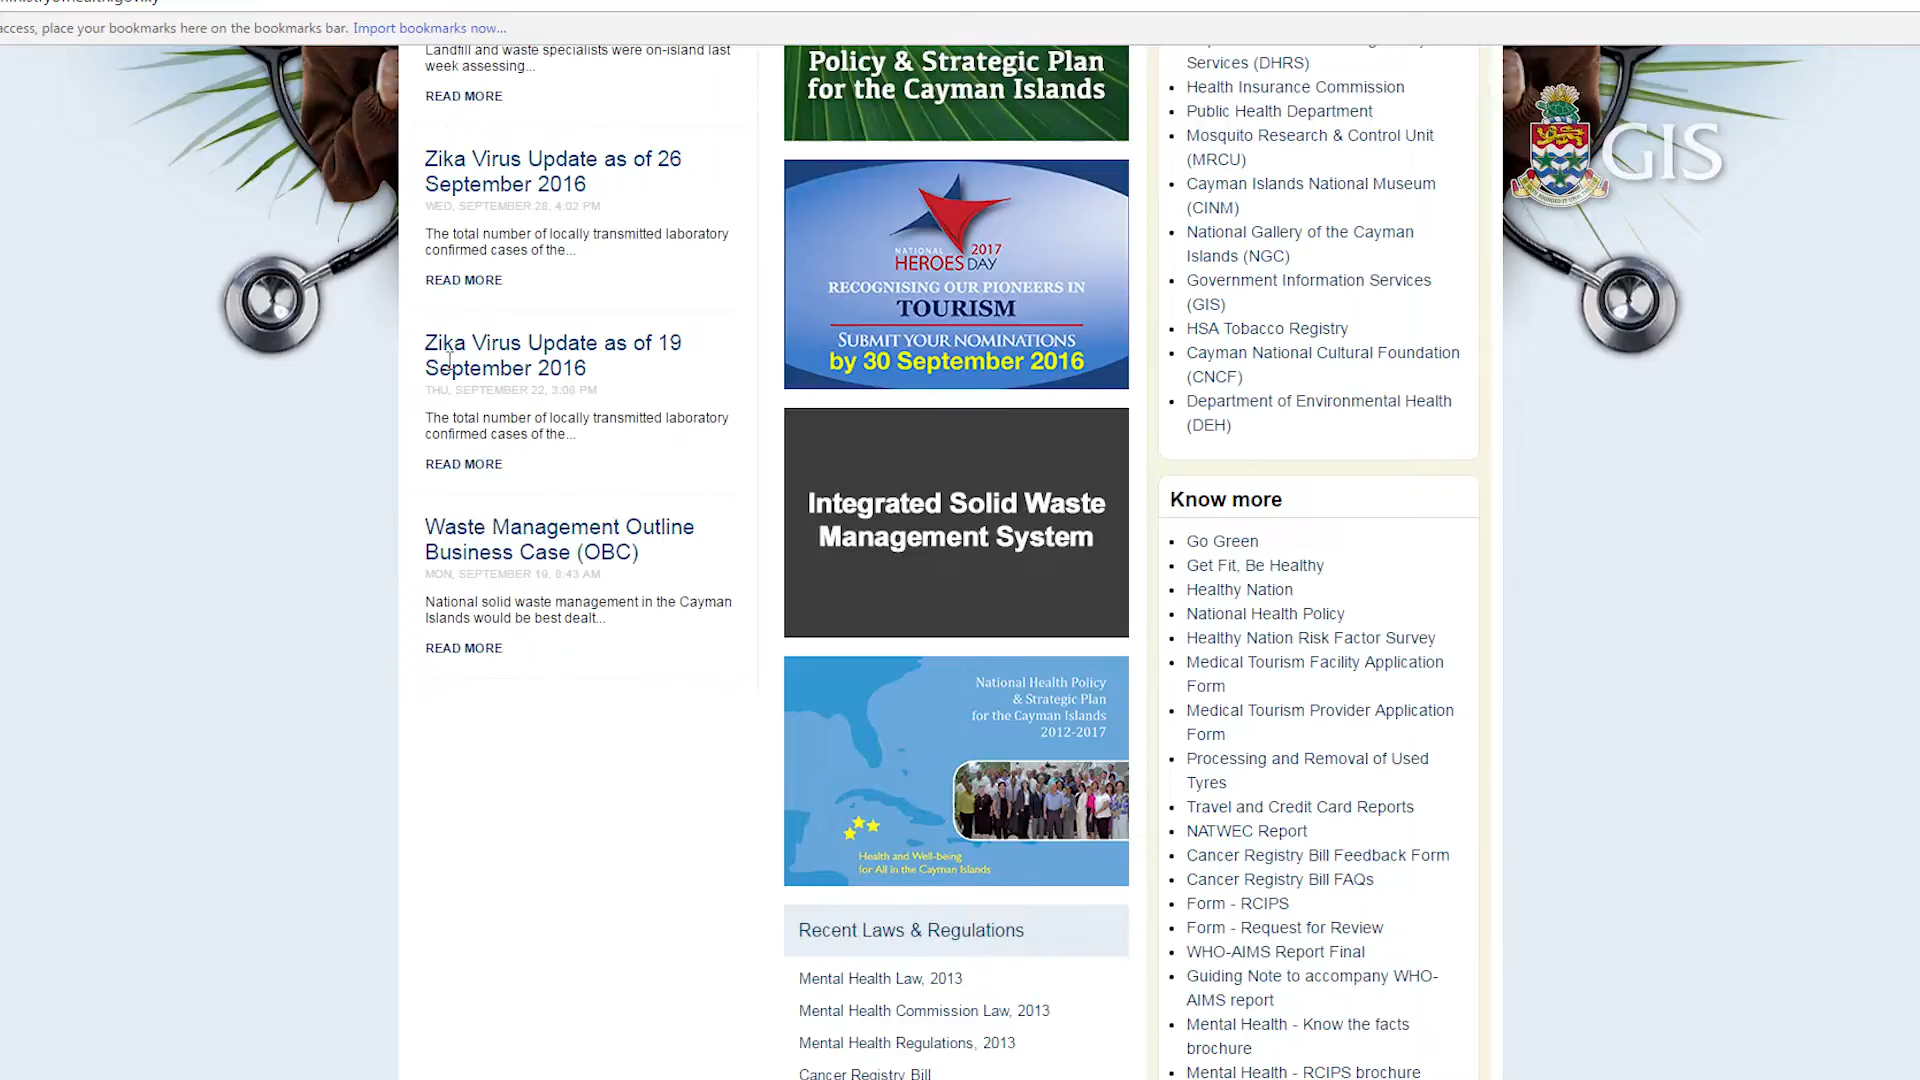 access, place your bookmarks here on the bookmarks bar. Import bookmarks now...
Landfill and waste specialists were on-island last
week assessing...
READ MORE
Zika Virus Update as of 26
September 2016
WED, SEPTEMBER 28, 4:02 PM
The total number of locally transmitted laboratory
confirmed cases of the...
READ MORE
Zika Virus Update as of 19
September 2016
THU, SEPTEMBER 22, 3:08 PM
The total number of locally transmitted laboratory
confirmed cases of the...
READ MORE
Waste Management Outline
Business Case (OBC)
MON, SEPTEMBER 19, 8:43 AM
National solid waste management in the Cayman
Islands would be best dealt...
READ MORE
Policy & Strategic Plan
for the Cayman Islands
NATIONAL 2017
HEROES DAY
RECOGNISING OUR PIONEERS IN
TOURISM
SUBMIT YOUR NOMINATIONS
by 30 September 2016
Integrated Solid Waste
Management System
National Health Policy
& Strategic Plan
for the Cayman Islands
2012-2017
Health and Well-being
for All in the Cayman Islands
Recent Laws & Regulations
Mental Health Law, 2013
Mental Health Commission Law, 2013
Mental Health Regulations, 2013
Cancer Registry Bill
Services (DHRS)
Health Insurance Commission
Public Health Department
Mosquito Research & Control Unit
(MRCU)
Cayman Islands National Museum
(CINM)
National Gallery of the Cayman
Islands (NGC)
Government Information Services
(GIS)
HSA Tobacco Registry
Cayman National Cultural Foundation
(CNCF)
Department of Environmental Health
(DEH)
Know more
Go Green
Get Fit, Be Healthy
Healthy Nation
National Health Policy
Healthy Nation Risk Factor Survey
Medical Tourism Facility Application
Form
Medical Tourism Provider Application
Form
Processing and Removal of Used
Tyres
Travel and Credit Card Reports
NATWEC Report
Cancer Registry Bill Feedback Form
Cancer Registry Bill FAQs
Form - RCIPS
Form - Request for Review
WHO-AIMS Report Final
Guiding Note to accompany WHO-
AIMS report
Mental Health - Know the facts
brochure
Mental Health - RCIPS brochure
GIS